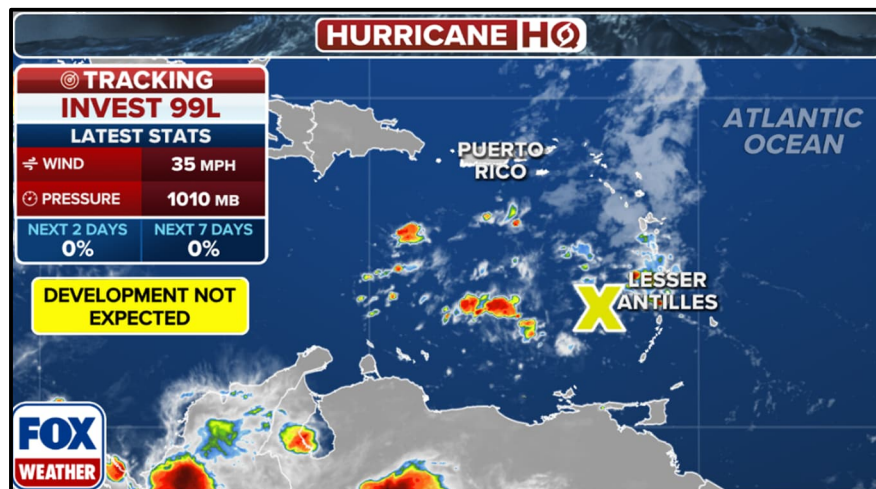 HURRICANE HQ
TRACKING
INVEST 99L
LATEST STATS
WIND 35 MPH
PRESSURE 1010 MB
NEXT 2 DAYS NEXT 7 DAYS
0% 0%
DEVELOPMENT NOT
EXPECTED
PUERTO
RICO
ATLANTIC
OCEAN
LESSER
ANTILLES
X
FOX
WEATHER